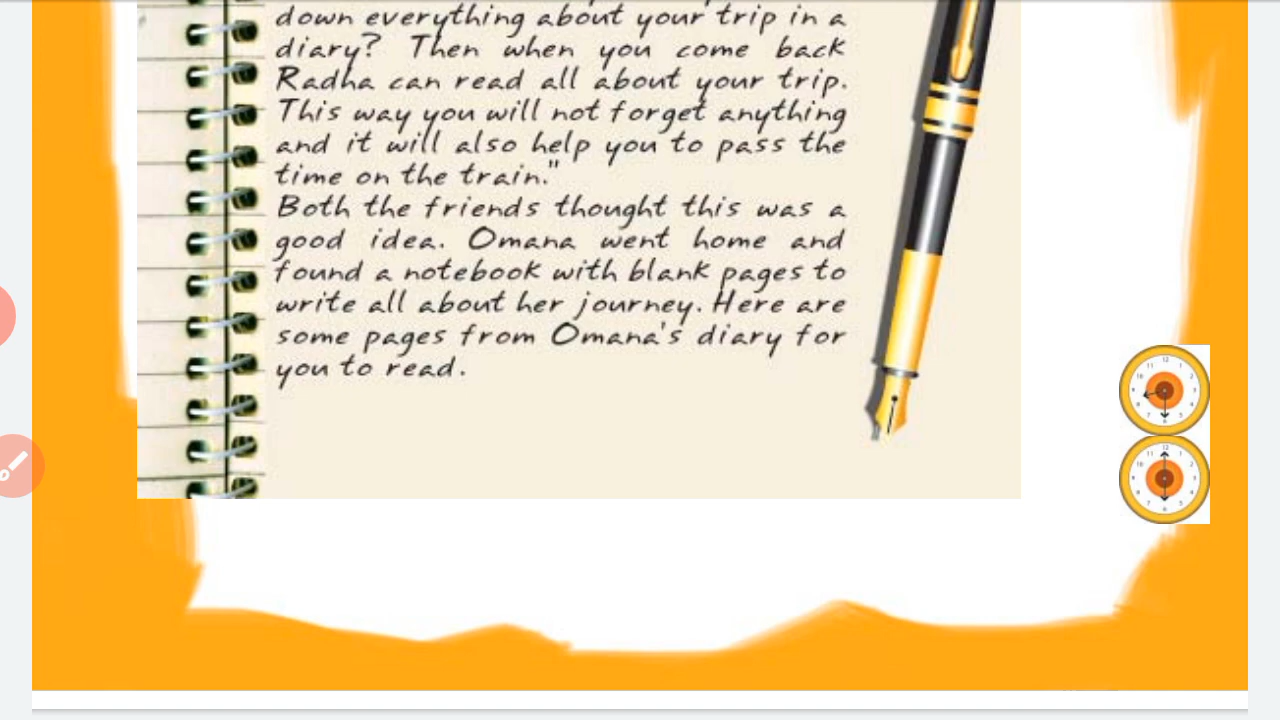 down everything about your trip in a
diary? Then when you come back
Radha can read all about your trip.
This way you will not forget anything
and it will also help you to pass the
time on the train."
Both the friends thought this was a
good idea. Omana went home and
found a notebook with blank pages to
write all about her journey. Here are
some pages from Omana's diary for
you to read.